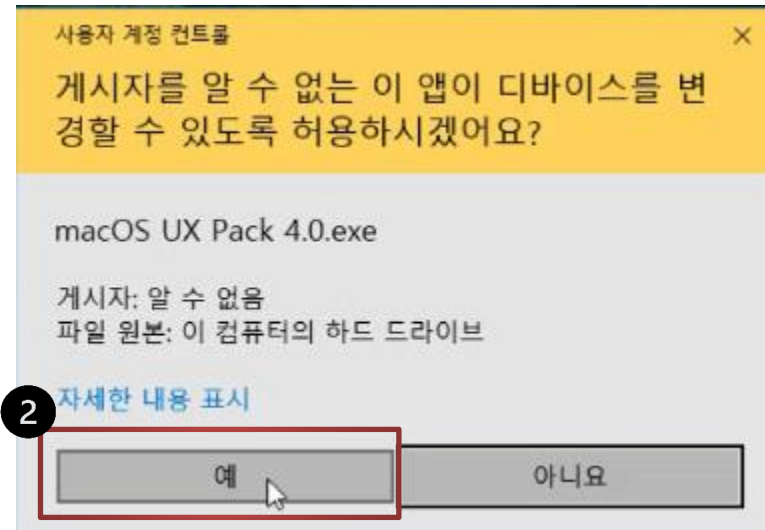 사용자 계정 컨트롤
게시자를 알 수 없는 이 앱이 디바이스를 변
경할 수 있도록 허용하시겠어요?
macOS UX Pack 4.0.exe
게시자: 알 수 없음
파일 원본: 이 컴퓨터의 하드 드라이브
자세한 내용 표시
2
예
아니요